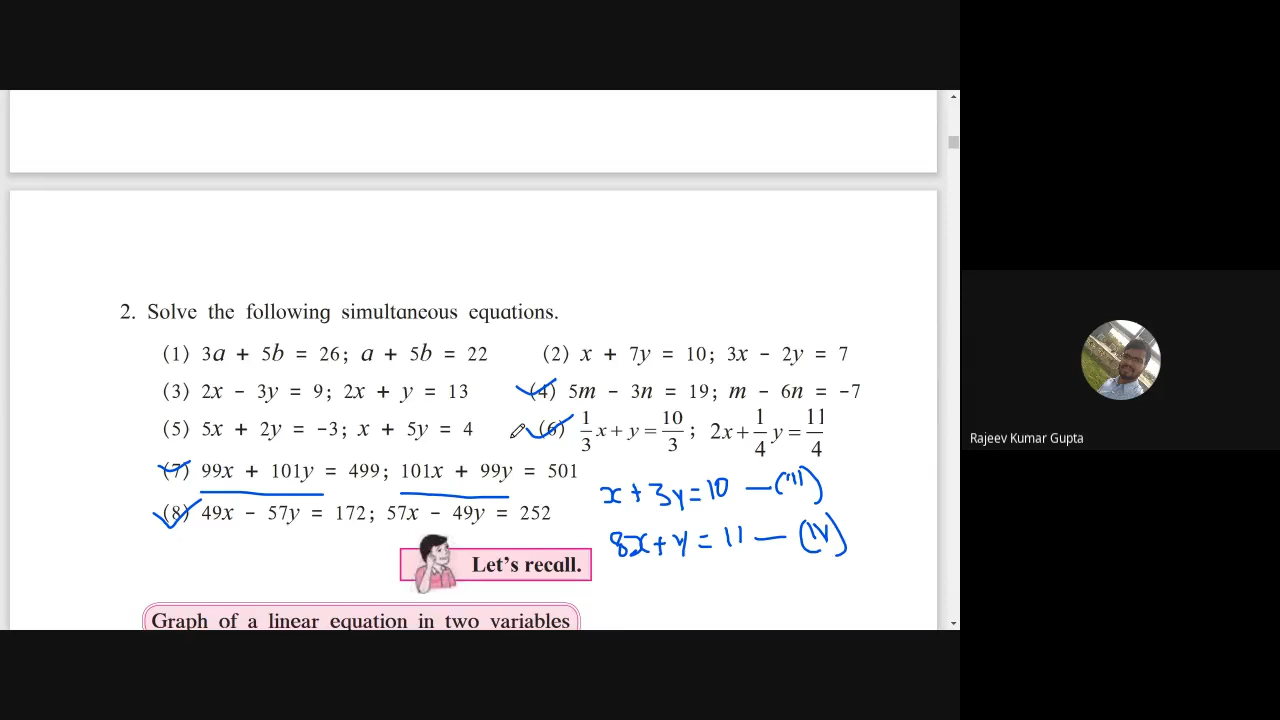 2. Solve the following simultaneous equations.
(1) 3a + 5b = 26; a + 5b = 22 (2) x + 7y = 10; 3x − 2y = 7
(3) 2x − 3y = 9; 2x + y = 13 (4) 5m − 3n = 19; m − 6n = −7
(5) 5x + 2y = −3; x + 5y = 4 (6) 1/3 x + y = 10/3 ; 2x + 1/4 y = 11/4
(7) 99x + 101y = 499; 101x + 99y = 501
x + 3y = 10 — (III)
(8) 49x − 57y = 172; 57x − 49y = 252
8x + y = 11 — (IV)
Let's recall.
Graph of a linear equation in two variables
Rajeev Kumar Gupta